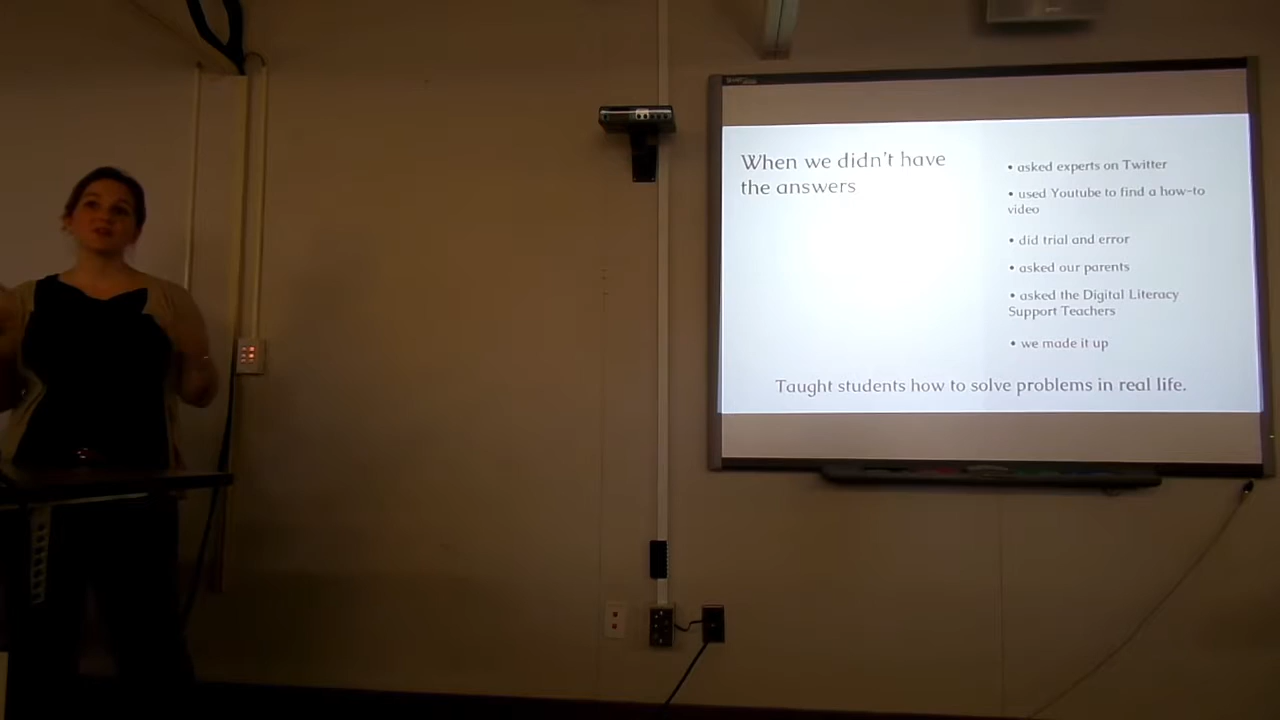 When we didn't have
the answers
• asked experts on Twitter
• used Youtube to find a how-to
video
• did trial and error
• asked our parents
• asked the Digital Literacy
Support Teachers
• we made it up
Taught students how to solve problems in real life.